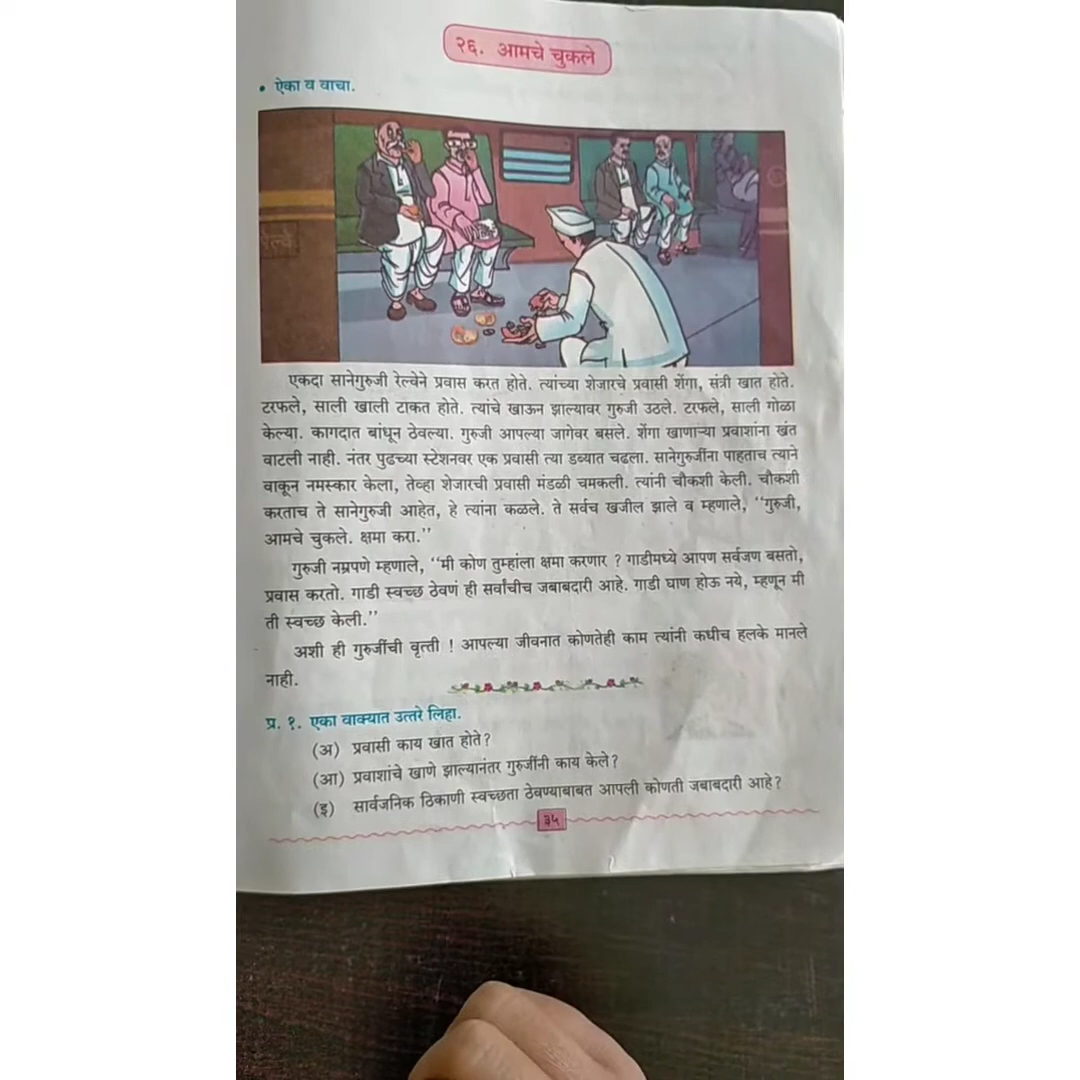 २६. आमचे चुकले
• ऐका व वाचा.
रेल्वे
एकदा सानेगुरुजी रेल्वेने प्रवास करत होते. त्यांच्या शेजारचे प्रवासी शेंगा, संत्री खात होते.
टरफले, साली खाली टाकत होते. त्यांचे खाऊन झाल्यावर गुरुजी उठले. टरफले, साली गोळा
केल्या. कागदात बांधून ठेवल्या. गुरुजी आपल्या जागेवर बसले. शेंगा खाणाऱ्या प्रवाशांना खंत
वाटली नाही. नंतर पुढच्या स्टेशनवर एक प्रवासी त्या डब्यात चढला. सानेगुरुजींना पाहताच त्याने
वाकून नमस्कार केला, तेव्हा शेजारची प्रवासी मंडळी चमकली. त्यांनी चौकशी केली. चौकशी
करताच ते सानेगुरुजी आहेत, हे त्यांना कळले. ते सर्वच खजील झाले व म्हणाले, ‘‘गुरुजी,
आमचे चुकले. क्षमा करा.’’
गुरुजी नम्रपणे म्हणाले, ‘‘मी कोण तुम्हांला क्षमा करणार ? गाडीमध्ये आपण सर्वजण बसतो,
प्रवास करतो. गाडी स्वच्छ ठेवणं ही सर्वांचीच जबाबदारी आहे. गाडी घाण होऊ नये, म्हणून मी
ती स्वच्छ केली.’’
अशी ही गुरुजींची वृत्ती ! आपल्या जीवनात कोणतेही काम त्यांनी कधीच हलके मानले
नाही.
प्र. १. एका वाक्यात उत्तरे लिहा.
(अ) प्रवासी काय खात होते?
(आ) प्रवाशांचे खाणे झाल्यानंतर गुरुजींनी काय केले?
(इ) सार्वजनिक ठिकाणी स्वच्छता ठेवण्याबाबत आपली कोणती जबाबदारी आहे?
३५